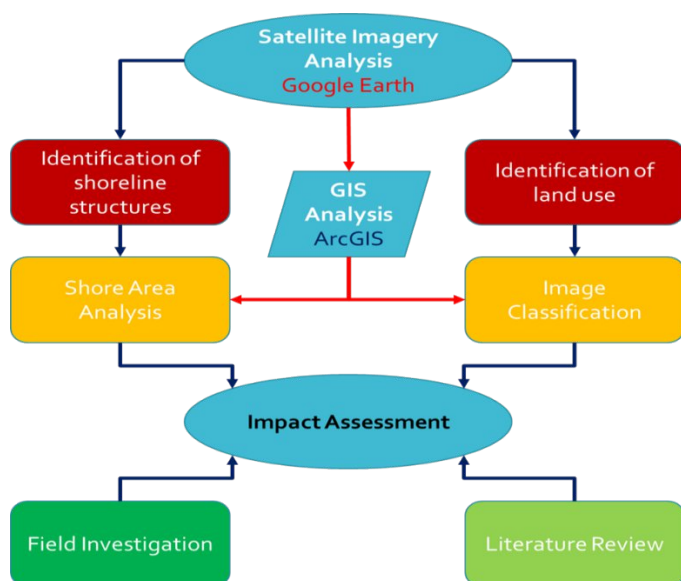 Satellite Imagery
Analysis
Google Earth
Identification of
shoreline
structures
GIS
Analysis
ArcGIS
Identification of
land use
Shore Area
Analysis
Image
Classification
Impact Assessment
Field Investigation
Literature Review